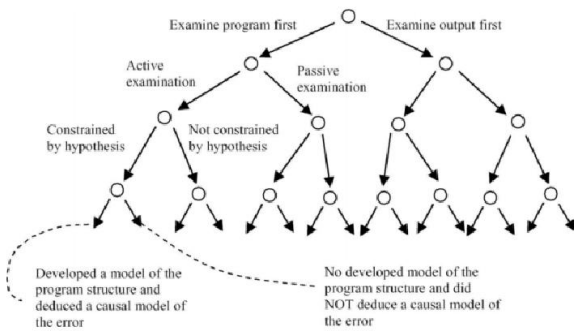 Examine program first
Examine output first
Active
examination
Passive
examination
Constrained
by hypothesis
Not constrained
by hypothesis
Developed a model of the
program structure and
deduced a causal model of
the error
No developed model of the
program structure and did
NOT deduce a causal model of
the error